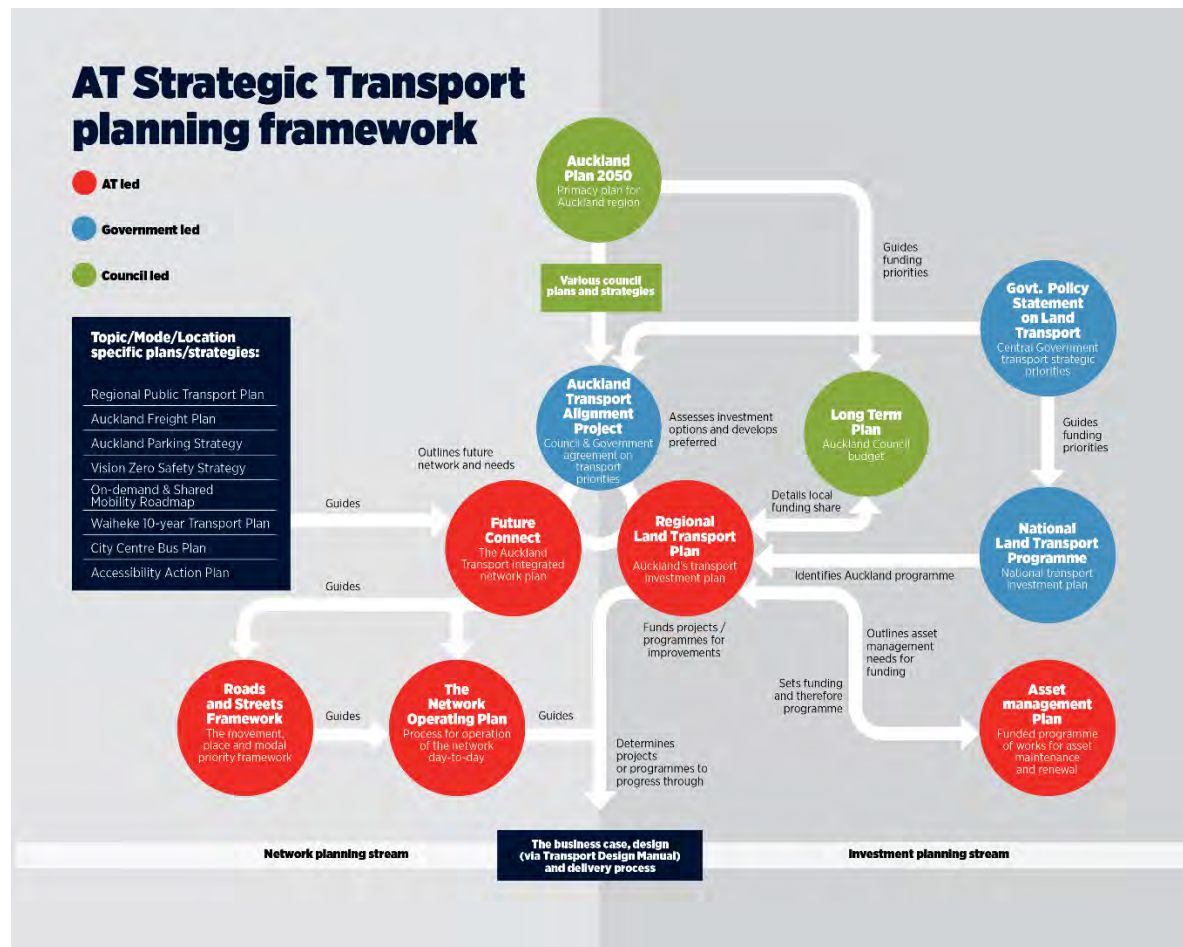 AT Strategic Transport
planning framework
AT led
Government led
Council led
Topic/Mode/Location
specific plans/strategies:
Regional Public Transport Plan
Auckland Freight Plan
Auckland Parking Strategy
Vision Zero Safety Strategy
On-demand & Shared
Mobility Roadmap
Waiheke 10-year Transport Plan
City Centre Bus Plan
Accessibility Action Plan
Auckland
Plan 2050
Primacy plan for
Auckland region
Various council
plans and strategies
Guides
funding
priorities
Govt. Policy
Statement
on Land
Transport
Central Government
transport strategic
priorities
Auckland
Transport
Alignment
Project
Council & Government
agreement on
transport
priorities
Assesses investment
options and develops
preferred
Long Term
Plan
Auckland Council
budget
Guides
funding
priorities
Outlines future
network and needs
Guides
Future
Connect
The Auckland
Transport integrated
network plan
Regional
Land Transport
Plan
Auckland's transport
investment plan
Details local
funding share
Identifies Auckland programme
National
Land Transport
Programme
National transport
investment plan
Guides
Funds projects /
programmes for
improvements
Outlines asset
management
needs for
funding
Sets funding
and therefore
programme
Roads
and Streets
Framework
The movement,
place and modal
priority framework
Guides
The
Network
Operating Plan
Process for operation
of the network
day-to-day
Guides
Determines
projects
or programmes to
progress through
Asset
management
Plan
Funded programme
of works for asset
maintenance
and renewal
Network planning stream
The business case, design
(via Transport Design Manual)
and delivery process
Investment planning stream